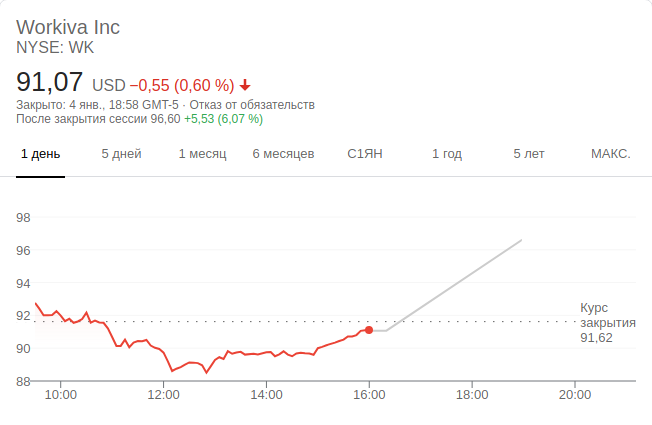 Workiva Inc
NYSE: WK
91,07 USD −0,55 (0,60 %)
Закрыто: 4 янв., 18:58 GMT-5 · Отказ от обязательств
После закрытия сессии 96,60 +5,53 (6,07 %)
1 день 5 дней 1 месяц 6 месяцев С1ЯН 1 год 5 лет МАКС.
98
96
94
92
90
88
Курс
закрытия
91,62
10:00 12:00 14:00 16:00 18:00 20:00